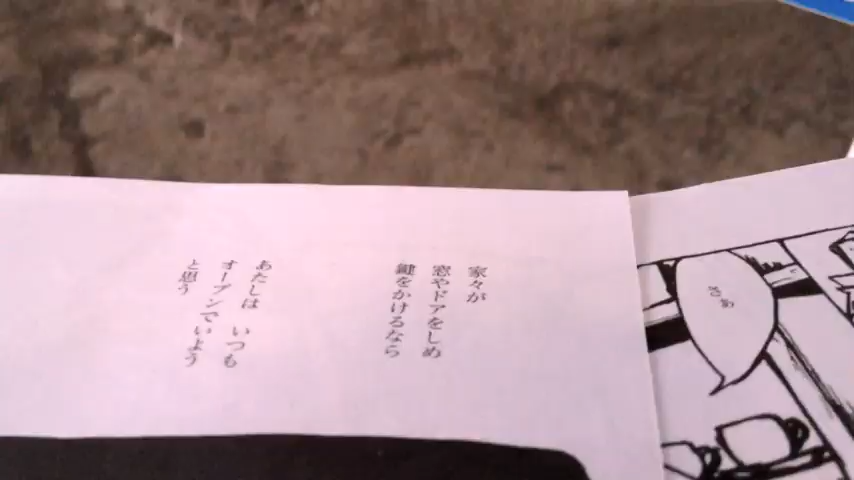 さぁ
家々が
窓やドアをしめ
鍵をかけるなら
あたしは いつも
オープンでいよう
と思う